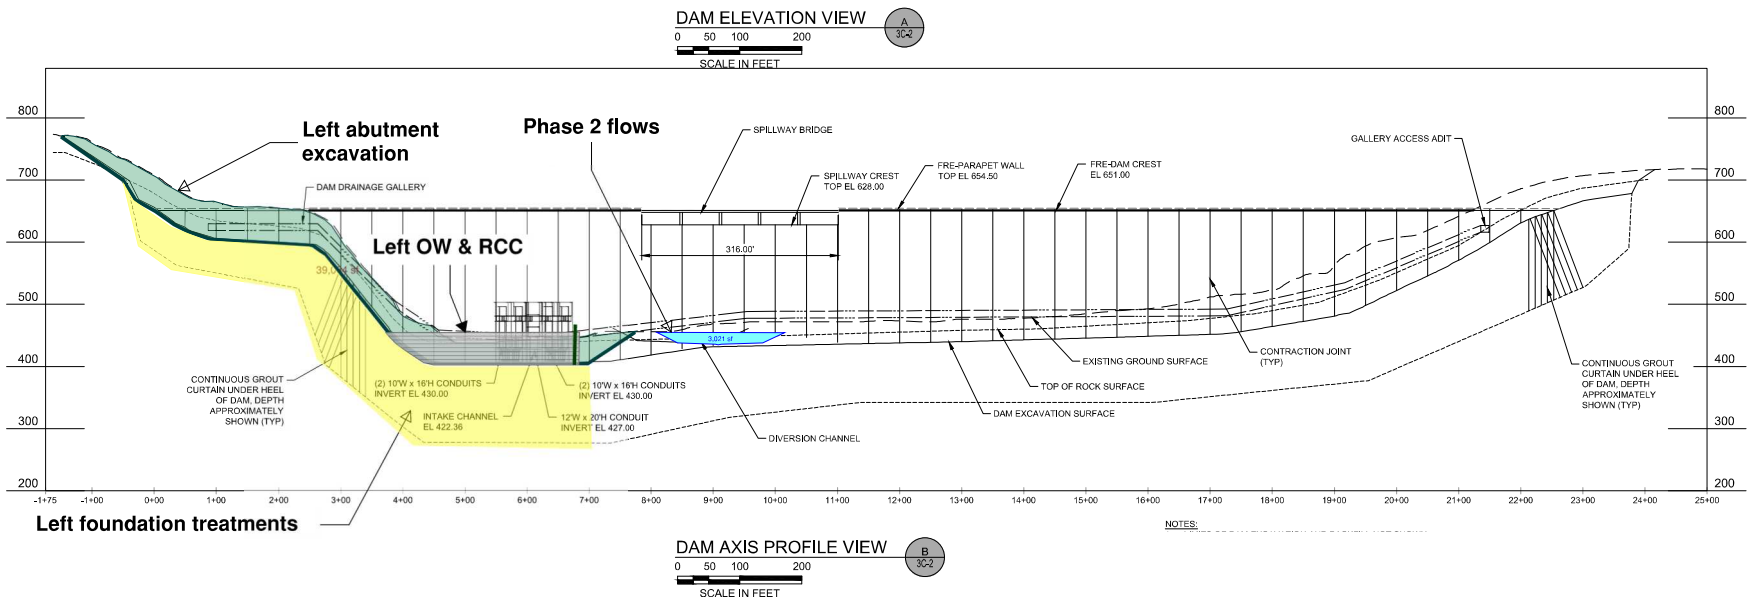 DAM ELEVATION VIEW
A
3C-2
0 50 100 200
SCALE IN FEET
800
700
600
500
400
300
200
800
700
600
500
400
300
200
Left abutment
excavation
Phase 2 flows
SPILLWAY BRIDGE
GALLERY ACCESS ADIT
FRE-PARAPET WALL
TOP EL 654.50
FRE-DAM CREST
EL 651.00
SPILLWAY CREST
TOP EL 628.00
DAM DRAINAGE GALLERY
Left OW & RCC
316.00'
3,021 sf
CONTRACTION JOINT
(TYP)
EXISTING GROUND SURFACE
TOP OF ROCK SURFACE
DAM EXCAVATION SURFACE
DIVERSION CHANNEL
CONTINUOUS GROUT
CURTAIN UNDER HEEL
OF DAM, DEPTH
APPROXIMATELY
SHOWN (TYP)
(2) 10'W x 16'H CONDUITS
INVERT EL 430.00
(2) 10'W x 16'H CONDUITS
INVERT EL 430.00
INTAKE CHANNEL
EL 422.36
12'W x 20'H CONDUIT
INVERT EL 427.00
CONTINUOUS GROUT
CURTAIN UNDER HEEL
OF DAM, DEPTH
APPROXIMATELY
SHOWN (TYP)
-1+75 -1+00 0+00 1+00 2+00 3+00 4+00 5+00 6+00 7+00 8+00 9+00 10+00 11+00 12+00 13+00 14+00 15+00 16+00 17+00 18+00 19+00 20+00 21+00 22+00 23+00 24+00 25+00
Left foundation treatments
NOTES:
DAM AXIS PROFILE VIEW
B
3C-2
0 50 100 200
SCALE IN FEET